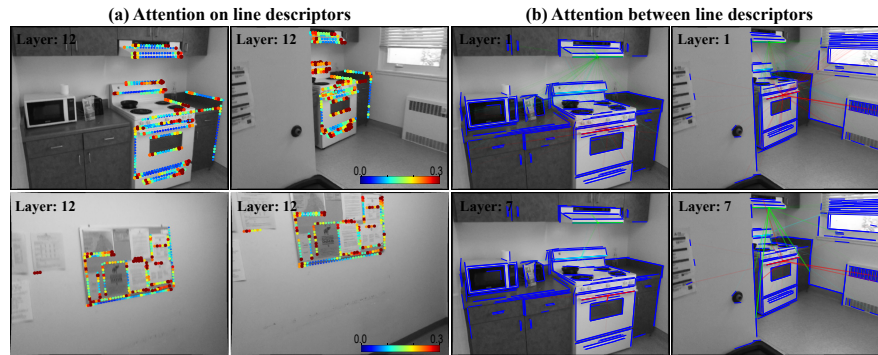 (a) Attention on line descriptors
(b) Attention between line descriptors
Layer: 12
Layer: 12
Layer: 1
Layer: 1
0.0
0.3
Layer: 12
Layer: 12
Layer: 7
Layer: 7
0.0
0.3